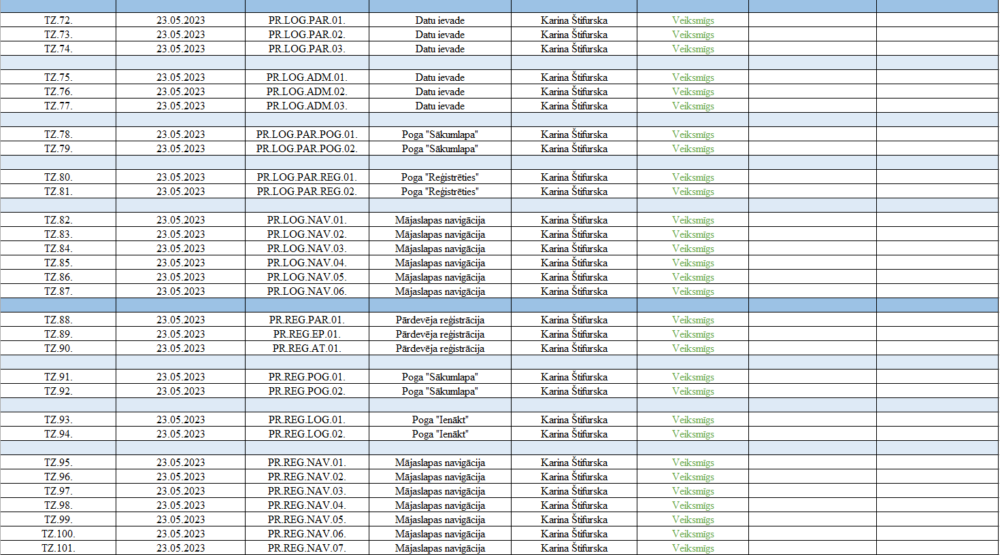 TZ.72. 23.05.2023 PR.LOG.PAR.01. Datu ievade Karina Štifurska Veiksmīgs
TZ.73. 23.05.2023 PR.LOG.PAR.02. Datu ievade Karina Štifurska Veiksmīgs
TZ.74. 23.05.2023 PR.LOG.PAR.03. Datu ievade Karina Štifurska Veiksmīgs
TZ.75. 23.05.2023 PR.LOG.ADM.01. Datu ievade Karina Štifurska Veiksmīgs
TZ.76. 23.05.2023 PR.LOG.ADM.02. Datu ievade Karina Štifurska Veiksmīgs
TZ.77. 23.05.2023 PR.LOG.ADM.03. Datu ievade Karina Štifurska Veiksmīgs
TZ.78. 23.05.2023 PR.LOG.PAR.POG.01. Poga "Sākumlapa" Karina Štifurska Veiksmīgs
TZ.79. 23.05.2023 PR.LOG.PAR.POG.02. Poga "Sākumlapa" Karina Štifurska Veiksmīgs
TZ.80. 23.05.2023 PR.LOG.PAR.REG.01. Poga "Reģistrēties" Karina Štifurska Veiksmīgs
TZ.81. 23.05.2023 PR.LOG.PAR.REG.02. Poga "Reģistrēties" Karina Štifurska Veiksmīgs
TZ.82. 23.05.2023 PR.LOG.NAV.01. Mājaslapas navigācija Karina Štifurska Veiksmīgs
TZ.83. 23.05.2023 PR.LOG.NAV.02. Mājaslapas navigācija Karina Štifurska Veiksmīgs
TZ.84. 23.05.2023 PR.LOG.NAV.03. Mājaslapas navigācija Karina Štifurska Veiksmīgs
TZ.85. 23.05.2023 PR.LOG.NAV.04. Mājaslapas navigācija Karina Štifurska Veiksmīgs
TZ.86. 23.05.2023 PR.LOG.NAV.05. Mājaslapas navigācija Karina Štifurska Veiksmīgs
TZ.87. 23.05.2023 PR.LOG.NAV.06. Mājaslapas navigācija Karina Štifurska Veiksmīgs
TZ.88. 23.05.2023 PR.REG.PAR.01. Pārdevēja reģistrācija Karina Štifurska Veiksmīgs
TZ.89. 23.05.2023 PR.REG.EP.01. Pārdevēja reģistrācija Karina Štifurska Veiksmīgs
TZ.90. 23.05.2023 PR.REG.AT.01. Pārdevēja reģistrācija Karina Štifurska Veiksmīgs
TZ.91. 23.05.2023 PR.REG.POG.01. Poga "Sākumlapa" Karina Štifurska Veiksmīgs
TZ.92. 23.05.2023 PR.REG.POG.02. Poga "Sākumlapa" Karina Štifurska Veiksmīgs
TZ.93. 23.05.2023 PR.REG.LOG.01. Poga "Ienākt" Karina Štifurska Veiksmīgs
TZ.94. 23.05.2023 PR.REG.LOG.02. Poga "Ienākt" Karina Štifurska Veiksmīgs
TZ.95. 23.05.2023 PR.REG.NAV.01. Mājaslapas navigācija Karina Štifurska Veiksmīgs
TZ.96. 23.05.2023 PR.REG.NAV.02. Mājaslapas navigācija Karina Štifurska Veiksmīgs
TZ.97. 23.05.2023 PR.REG.NAV.03. Mājaslapas navigācija Karina Štifurska Veiksmīgs
TZ.98. 23.05.2023 PR.REG.NAV.04. Mājaslapas navigācija Karina Štifurska Veiksmīgs
TZ.99. 23.05.2023 PR.REG.NAV.05. Mājaslapas navigācija Karina Štifurska Veiksmīgs
TZ.100. 23.05.2023 PR.REG.NAV.06. Mājaslapas navigācija Karina Štifurska Veiksmīgs
TZ.101. 23.05.2023 PR.REG.NAV.07. Mājaslapas navigācija Karina Štifurska Veiksmīgs